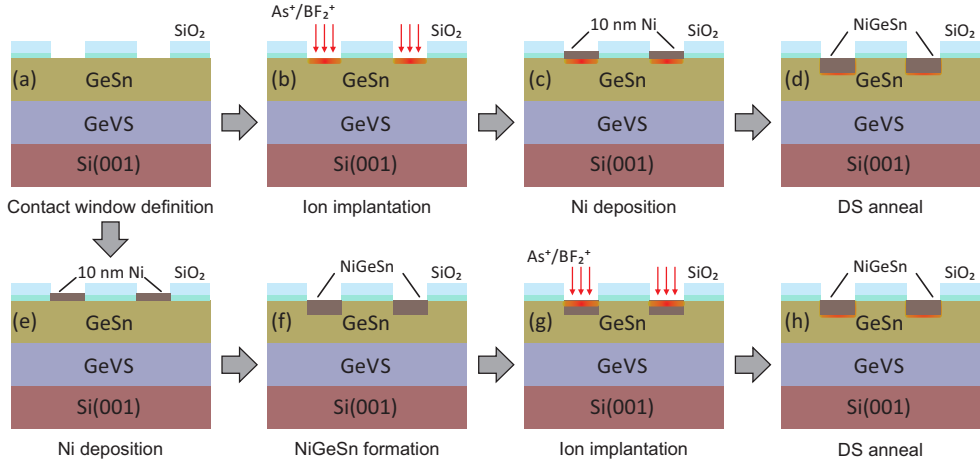 As⁺/BF₂⁺
SiO₂
SiO₂
10 nm Ni
SiO₂
NiGeSn
SiO₂
(a)
GeSn
(b)
GeSn
(c)
GeSn
(d)
GeSn
GeVS
GeVS
GeVS
GeVS
Si(001)
Si(001)
Si(001)
Si(001)
Contact window definition
Ion implantation
Ni deposition
DS anneal
10 nm Ni
SiO₂
NiGeSn
SiO₂
As⁺/BF₂⁺
SiO₂
NiGeSn
SiO₂
(e)
GeSn
(f)
GeSn
(g)
GeSn
(h)
GeSn
GeVS
GeVS
GeVS
GeVS
Si(001)
Si(001)
Si(001)
Si(001)
Ni deposition
NiGeSn formation
Ion implantation
DS anneal